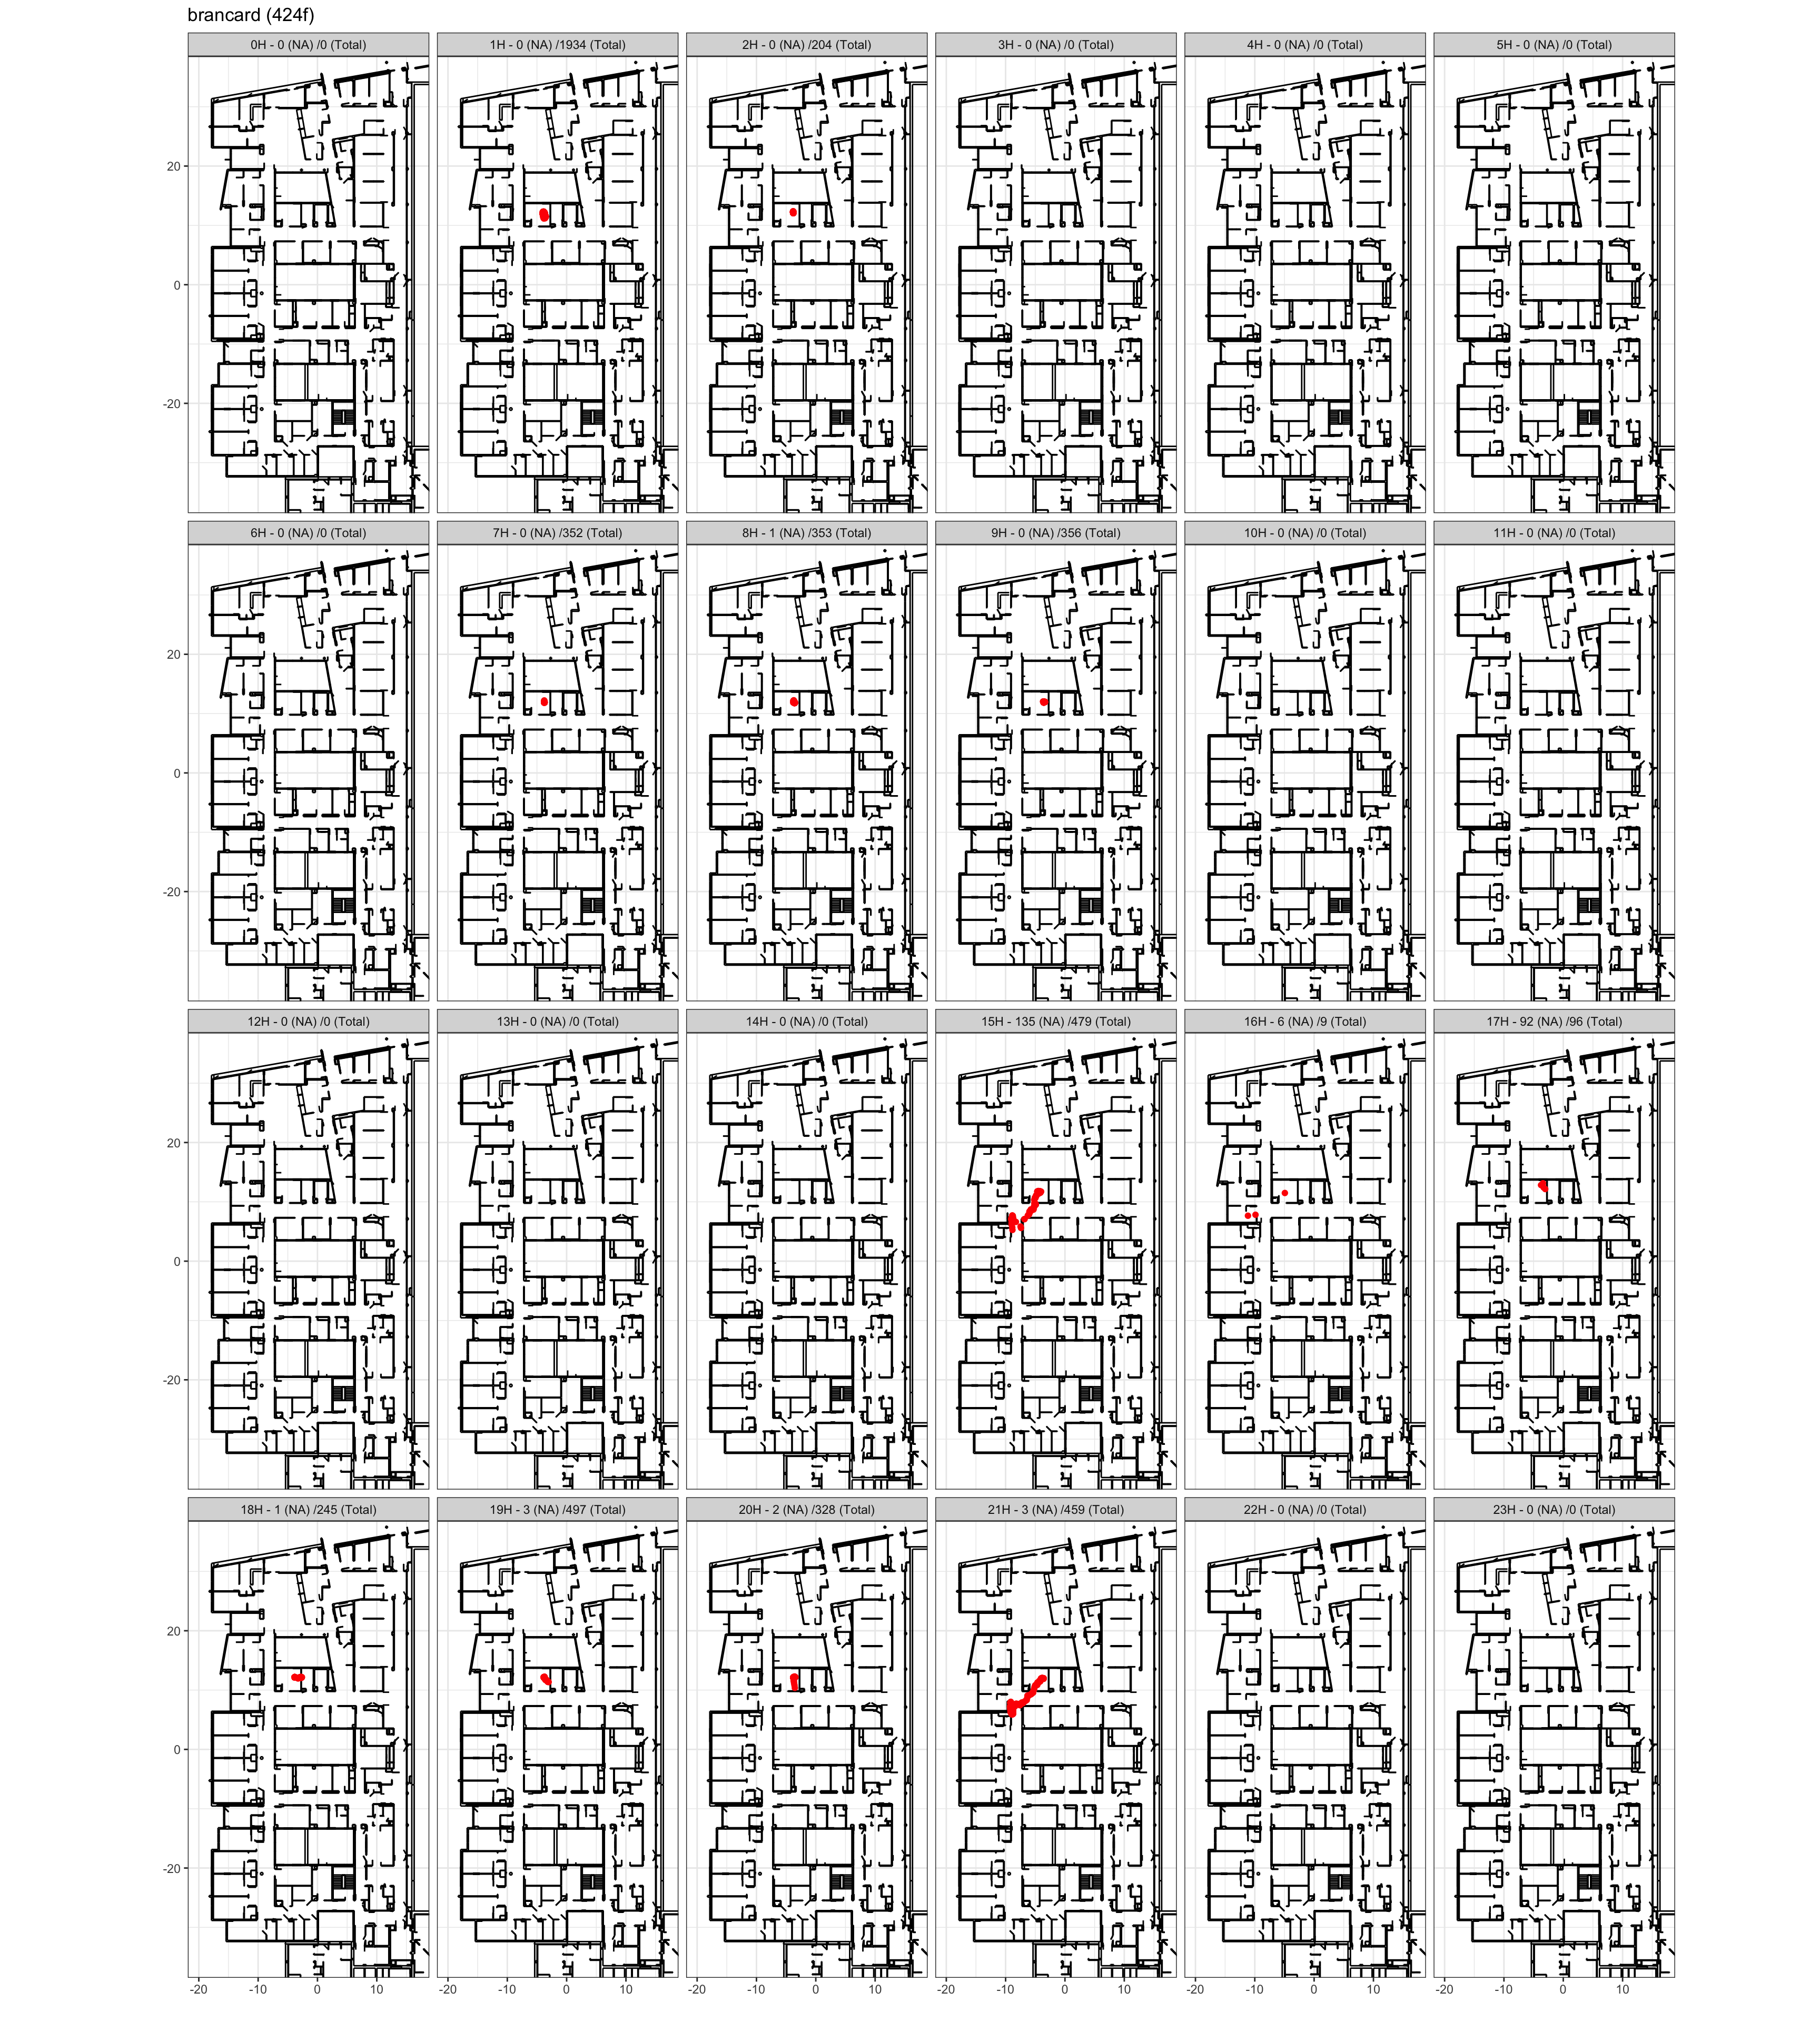 brancard (424f)
0H - 0 (NA) /0 (Total)
1H - 0 (NA) /1934 (Total)
2H - 0 (NA) /204 (Total)
3H - 0 (NA) /0 (Total)
4H - 0 (NA) /0 (Total)
5H - 0 (NA) /0 (Total)
20
0
-20
6H - 0 (NA) /0 (Total)
7H - 0 (NA) /352 (Total)
8H - 1 (NA) /353 (Total)
9H - 0 (NA) /356 (Total)
10H - 0 (NA) /0 (Total)
11H - 0 (NA) /0 (Total)
20
0
-20
12H - 0 (NA) /0 (Total)
13H - 0 (NA) /0 (Total)
14H - 0 (NA) /0 (Total)
15H - 135 (NA) /479 (Total)
16H - 6 (NA) /9 (Total)
17H - 92 (NA) /96 (Total)
20
0
-20
18H - 1 (NA) /245 (Total)
19H - 3 (NA) /497 (Total)
20H - 2 (NA) /328 (Total)
21H - 3 (NA) /459 (Total)
22H - 0 (NA) /0 (Total)
23H - 0 (NA) /0 (Total)
20
0
-20
-20 -10 0 10
-20 -10 0 10
-20 -10 0 10
-20 -10 0 10
-20 -10 0 10
-20 -10 0 10